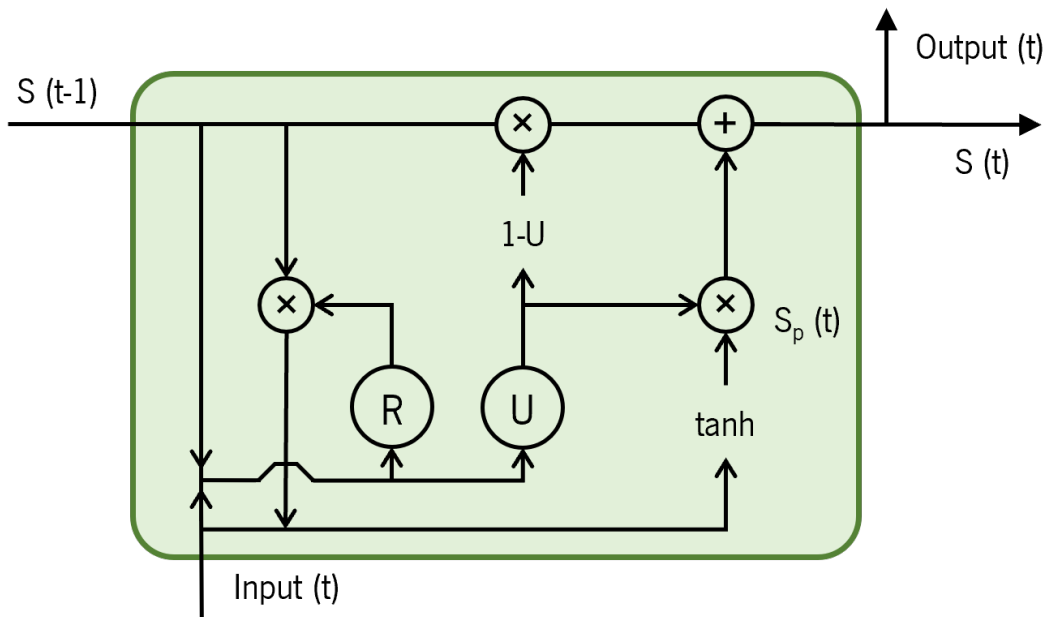 Output (t)
S (t-1)
×
+
S (t)
1-U
×
×
Sₚ (t)
R
U
tanh
Input (t)